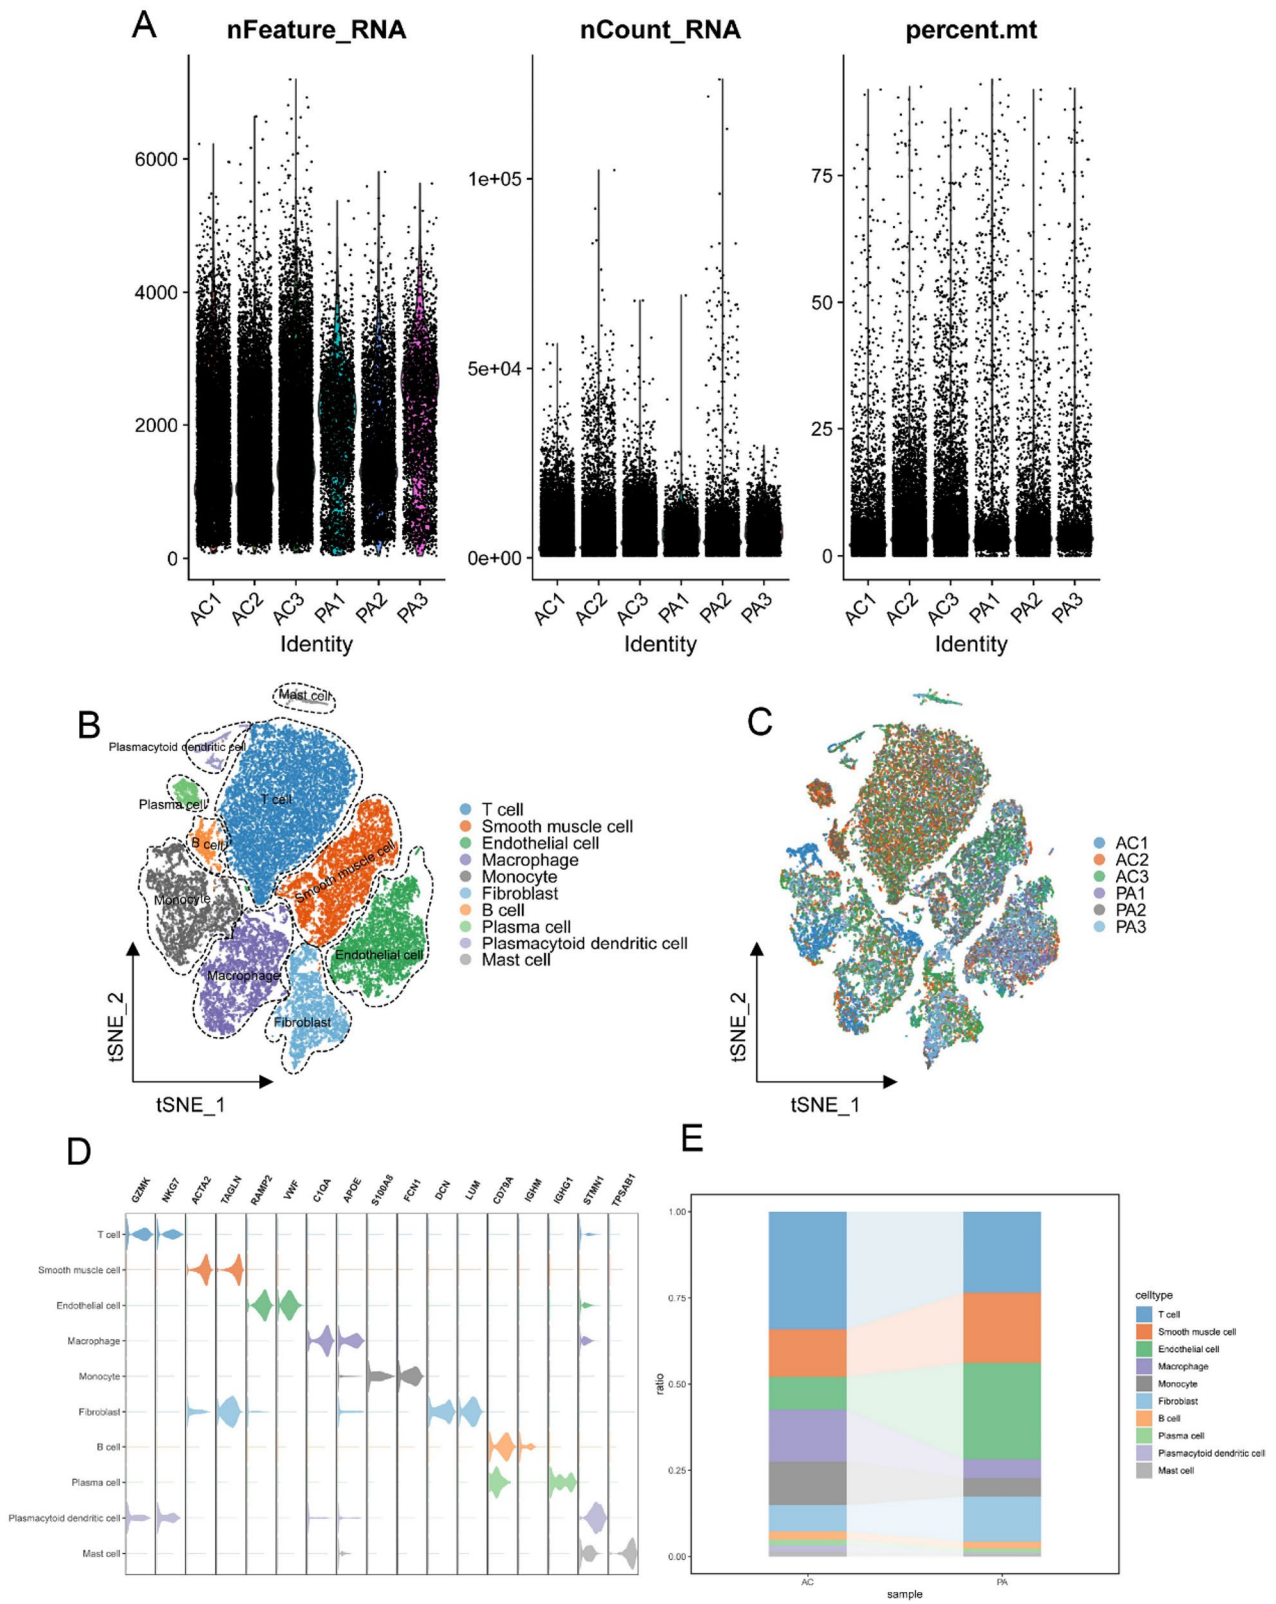 A
nFeature_RNA
nCount_RNA
percent.mt
6000
4000
2000
0
1e+05
5e+04
0e+00
75
50
25
0
AC1
AC2
AC3
PA1
PA2
PA3
AC1
AC2
AC3
PA1
PA2
PA3
AC1
AC2
AC3
PA1
PA2
PA3
Identity
Identity
Identity
B
Mast cell
Plasmacytoid dendritic cell
Plasma cell
T cell
B cell
Smooth muscle cell
Monocyte
Macrophage
Endothelial cell
Fibroblast
tSNE_2
tSNE_1
T cell
Smooth muscle cell
Endothelial cell
Macrophage
Monocyte
Fibroblast
B cell
Plasma cell
Plasmacytoid dendritic cell
Mast cell
C
tSNE_2
tSNE_1
AC1
AC2
AC3
PA1
PA2
PA3
D
GZMK
NKG7
ACTA2
TAGLN
RAMP2
VWF
C1QA
APOE
S100A8
FCN1
DCN
LUM
CD79A
IGHM
IGHG1
STMN1
TPSAB1
T cell
Smooth muscle cell
Endothelial cell
Macrophage
Monocyte
Fibroblast
B cell
Plasma cell
Plasmacytoid dendritic cell
Mast cell
E
1.00
0.75
0.50
0.25
0.00
ratio
AC
PA
sample
celltype
T cell
Smooth muscle cell
Endothelial cell
Macrophage
Monocyte
Fibroblast
B cell
Plasma cell
Plasmacytoid dendritic cell
Mast cell